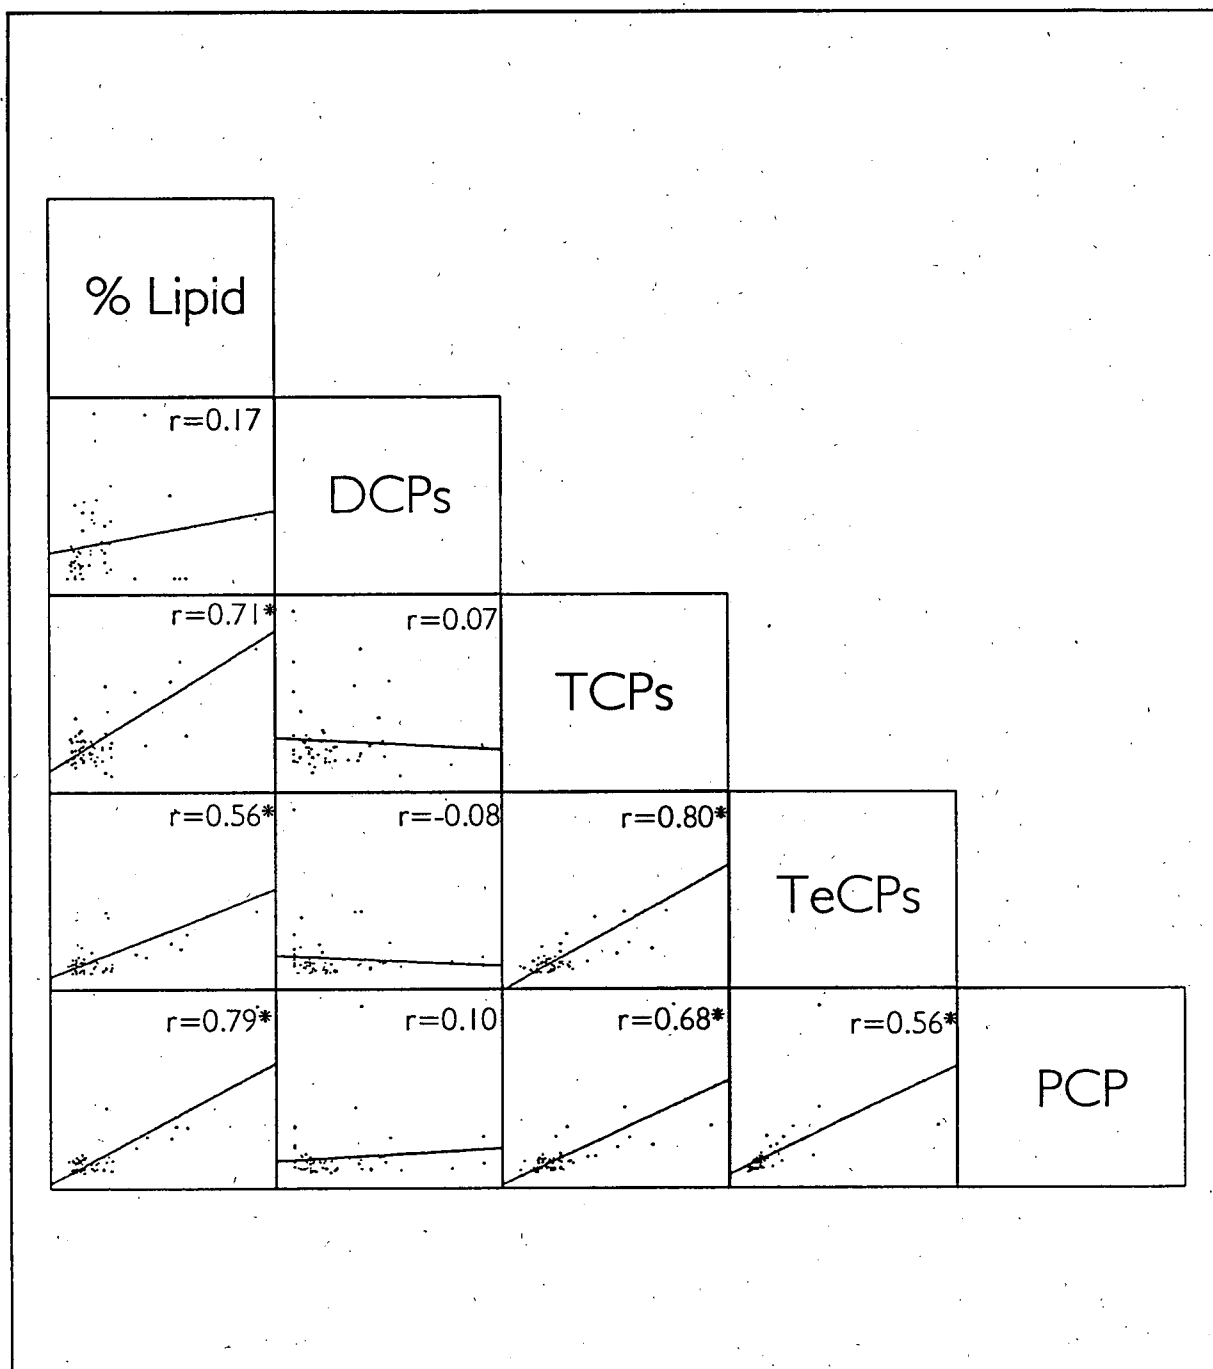 % Lipid
r=0.17
DCPs
r=0.71*
r=0.07
TCPs
r=0.56*
r=-0.08
r=0.80*
TeCPs
r=0.79*
r=0.10
r=0.68*
r=0.56*
PCP